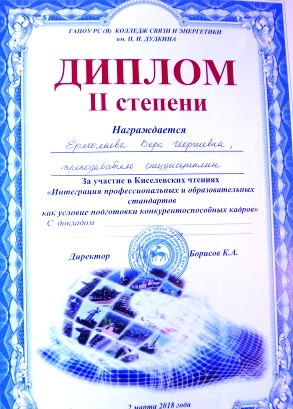 ГАПОУ РС (Я) КОЛЛЕДЖ СВЯЗИ И ЭНЕРГЕТИКИ
им. П. И. ДУДКИНА
ДИПЛОМ
II степени
Награждается
Ермолаева Вера Георгиевна,
преподаватель спецдисциплин
За участие в Киселевских чтениях
«Интеграция профессиональных и образовательных
стандартов
как условие подготовки конкурентоспособных кадров»
С докладом
Директор Борисов К.А.
2 марта 2018 года